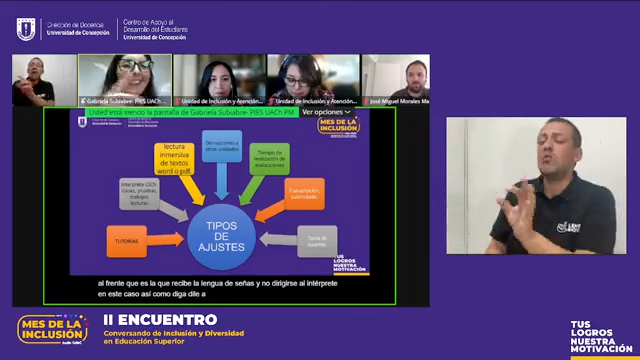 Dirección de Docencia
Universidad de Concepción
Centro de Apoyo al
Desarrollo del Estudiante
Universidad de Concepción
Gabriela Subiabre- PIES UACh
Unidad de Inclusión y Atención
Unidad de Inclusión y Atención
José Miguel Morales Ma
Usted está viendo la pantalla de Gabriela Subiabre- PIES UACh PM
Ver opciones
MES DE LA
INCLUSIÓN
lectura
inmersiva
de textos
word o pdf.
Derivaciones a
otras unidades
Tiempo de
realización de
evaluaciones
Interprete LSCh
clases, pruebas,
trabajos
lecturas
Transcripción,
subtitulado
TUTORÍAS
TIPOS
DE
AJUSTES
Toma de
apuntes
TUS
LOGROS
NUESTRA
MOTIVACIÓN
al frente que es la que recibe la lengua de señas y no dirigirse al intérprete
en este caso así como diga dile a
MES DE LA
INCLUSIÓN
II ENCUENTRO
Conversando de Inclusión y Diversidad
en Educación Superior
TUS
LOGROS
NUESTRA
MOTIVACIÓN